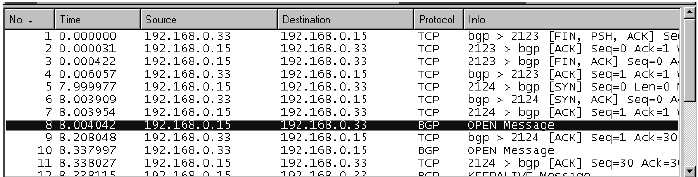 No. Time Source Destination Protocol Info
1 0.000000 192.168.0.33 192.168.0.15 TCP bgp > 2123 [FIN, PSH, ACK] Seq
2 0.000031 192.168.0.15 192.168.0.33 TCP 2123 > bgp [ACK] Seq=0 Ack=1
3 0.000422 192.168.0.15 192.168.0.33 TCP 2123 > bgp [FIN, ACK] Seq=0
4 0.006057 192.168.0.33 192.168.0.15 TCP bgp > 2123 [ACK] Seq=1 Ack=1
5 7.999977 192.168.0.15 192.168.0.33 TCP 2124 > bgp [SYN] Seq=0 Len=0
6 8.003909 192.168.0.33 192.168.0.15 TCP bgp > 2124 [SYN, ACK] Seq=0
7 8.003954 192.168.0.15 192.168.0.33 TCP 2124 > bgp [ACK] Seq=1 Ack=1
8 8.004042 192.168.0.15 192.168.0.33 BGP OPEN Message
9 8.208048 192.168.0.33 192.168.0.15 TCP bgp > 2124 [ACK] Seq=1 Ack=30
10 8.337997 192.168.0.33 192.168.0.15 BGP OPEN Message
11 8.338027 192.168.0.15 192.168.0.33 TCP 2124 > bgp [ACK] Seq=30 Ack=3
12 8.338115 192.168.0.15 192.168.0.33 BGP KEEPALIVE Message